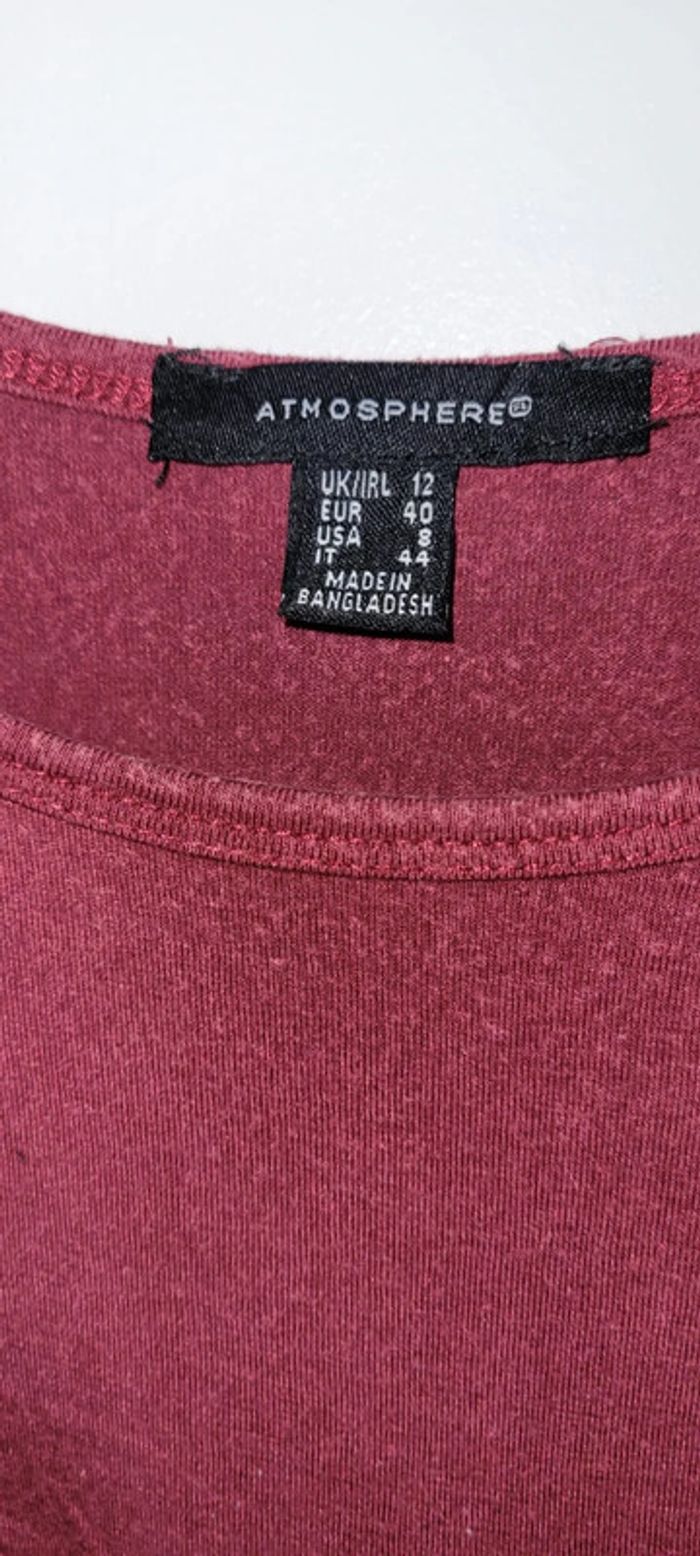 ATMOSPHERE
UK/IRL 12
EUR 40
USA 8
IT 44
MADE IN
BANGLADESH